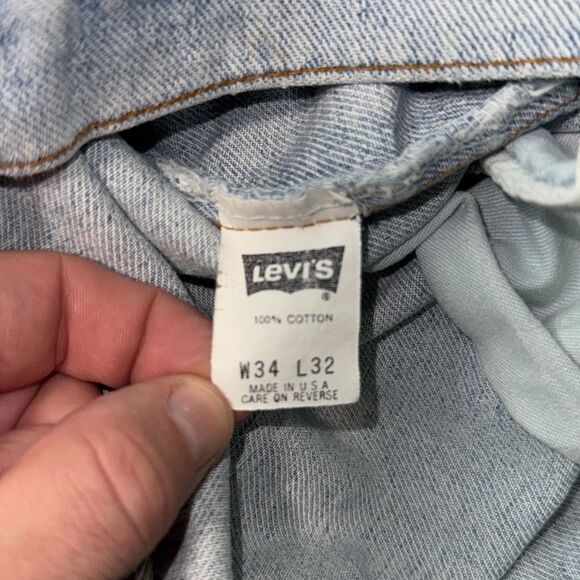 LEVI'S
®
100% COTTON
W34 L32
MADE IN U S A
CARE ON REVERSE